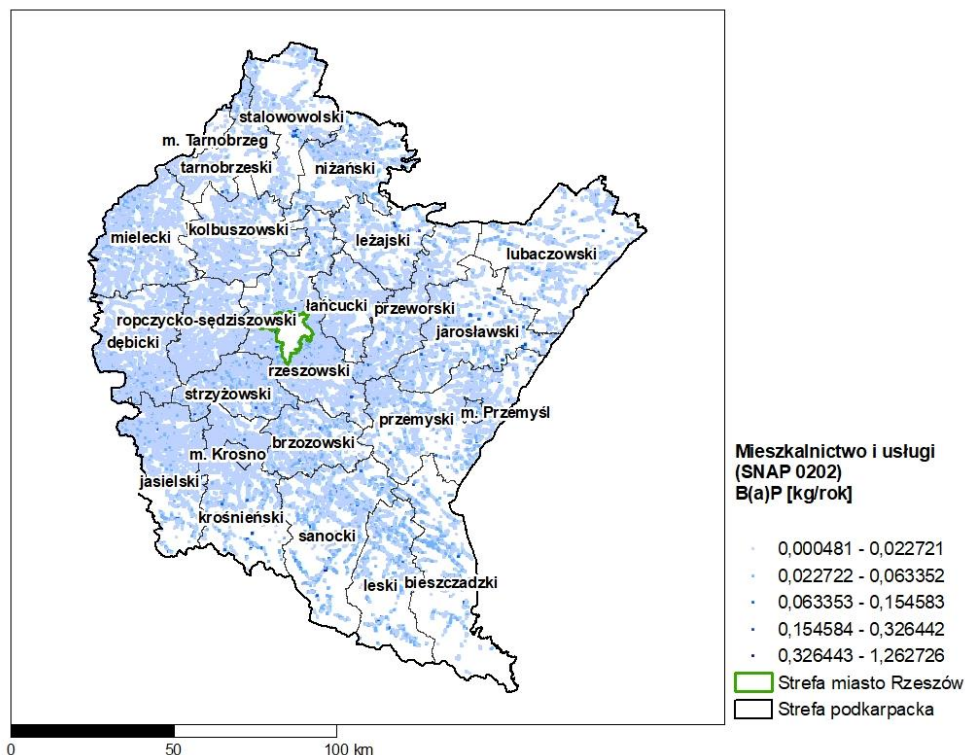 stalowowolski
m. Tarnobrzeg
tarnobrzeski
niżański
mielecki
kolbuszowski
leżajski
lubaczowski
łańcucki
przeworski
ropczycko-sędziszowski
jarosławski
dębicki
rzeszowski
strzyżowski
przemyski
m. Przemyśl
brzozowski
m. Krosno
jasielski
krośnieński
sanocki
leski
bieszczadzki
Mieszkalnictwo i usługi
(SNAP 0202)
B(a)P [kg/rok]
0,000481 - 0,022721
0,022722 - 0,063352
0,063353 - 0,154583
0,154584 - 0,326442
0,326443 - 1,262726
Strefa miasto Rzeszów
Strefa podkarpacka
0 50 100 km